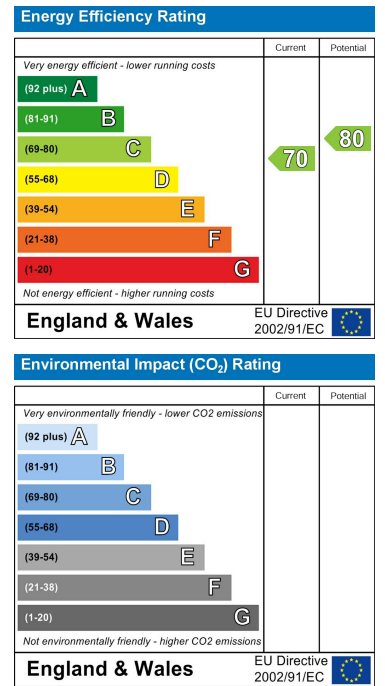 Energy Efficiency Rating
Current Potential
Very energy efficient - lower running costs
(92 plus) A
(81-91) B
(69-80) C
(55-68) D
(39-54) E
(21-38) F
(1-20) G
70
80
Not energy efficient - higher running costs
England & Wales
EU Directive
2002/91/EC
Environmental Impact (CO₂) Rating
Current Potential
Very environmentally friendly - lower CO2 emissions
(92 plus) A
(81-91) B
(69-80) C
(55-68) D
(39-54) E
(21-38) F
(1-20) G
Not environmentally friendly - higher CO2 emissions
England & Wales
EU Directive
2002/91/EC